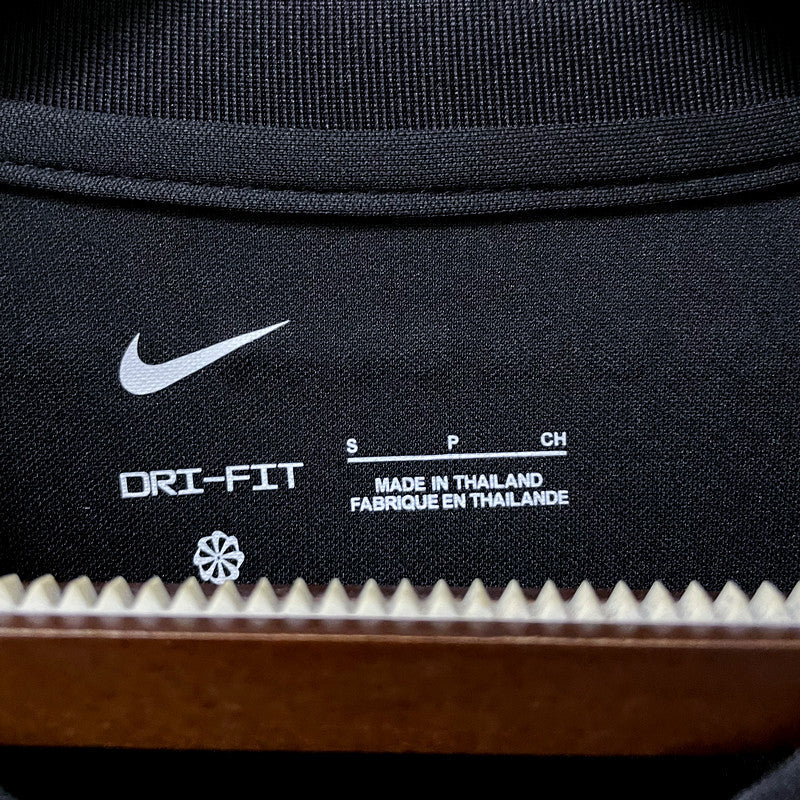 DRI-FIT
S P CH
MADE IN THAILAND
FABRIQUE EN THAILANDE